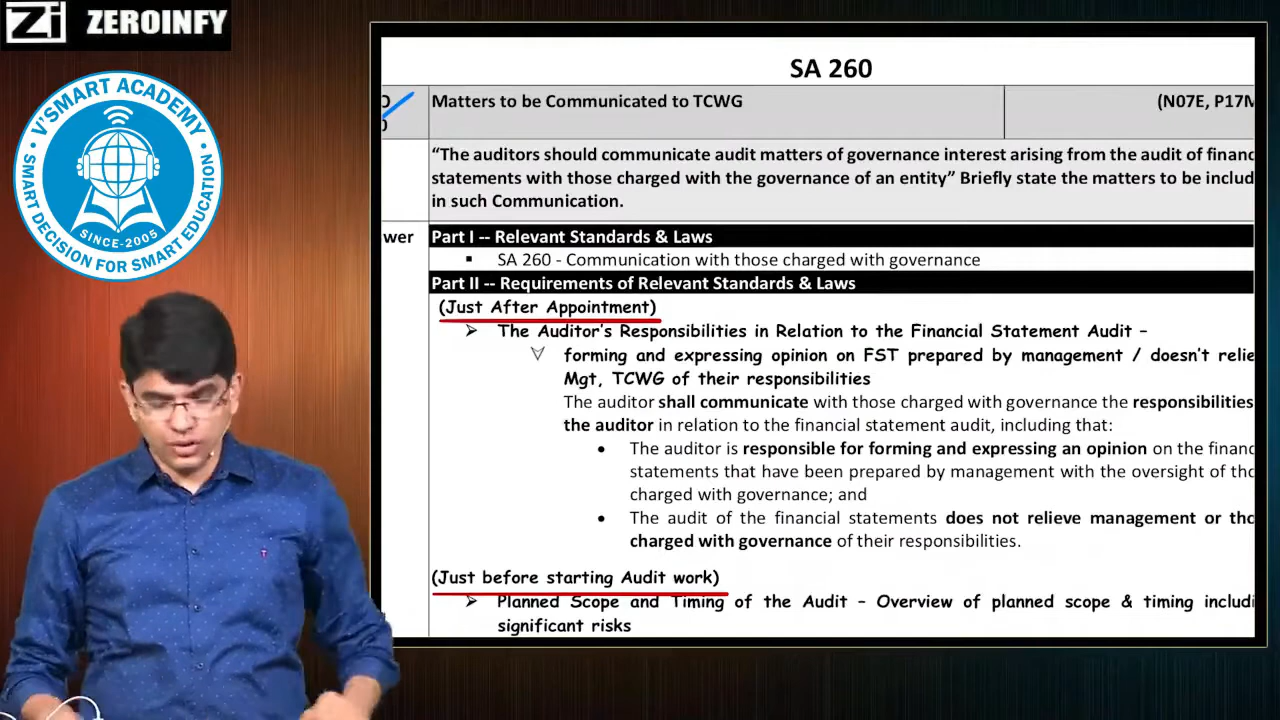 Zi ZEROINFY
V'SMART ACADEMY
SMART DECISION FOR SMART EDUCATION
SINCE-2005
SA 260
Matters to be Communicated to TCWG
(N07E, P17M
“The auditors should communicate audit matters of governance interest arising from the audit of financ
statements with those charged with the governance of an entity” Briefly state the matters to be includ
in such Communication.
wer
Part I -- Relevant Standards & Laws
▪ SA 260 - Communication with those charged with governance
Part II -- Requirements of Relevant Standards & Laws
(Just After Appointment)
➢ The Auditor’s Responsibilities in Relation to the Financial Statement Audit –
forming and expressing opinion on FST prepared by management / doesn’t relie
Mgt, TCWG of their responsibilities
The auditor shall communicate with those charged with governance the responsibilities
the auditor in relation to the financial statement audit, including that:
• The auditor is responsible for forming and expressing an opinion on the financ
statements that have been prepared by management with the oversight of tho
charged with governance; and
• The audit of the financial statements does not relieve management or tho
charged with governance of their responsibilities.
(Just before starting Audit work)
➢ Planned Scope and Timing of the Audit – Overview of planned scope & timing includi
significant risks